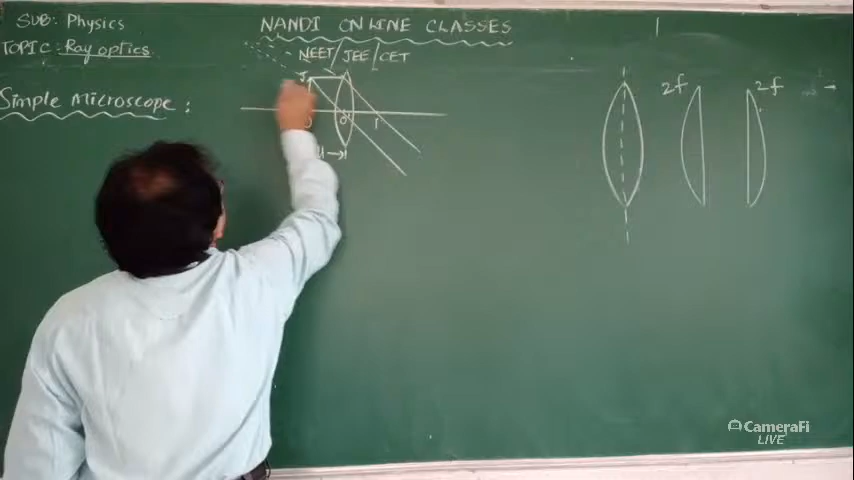 SUB: Physics
TOPIC: Ray optics
NANDI ONLINE CLASSES
NEET/JEE/CET
Simple Microscope:
2f
2f
CameraFi
LIVE